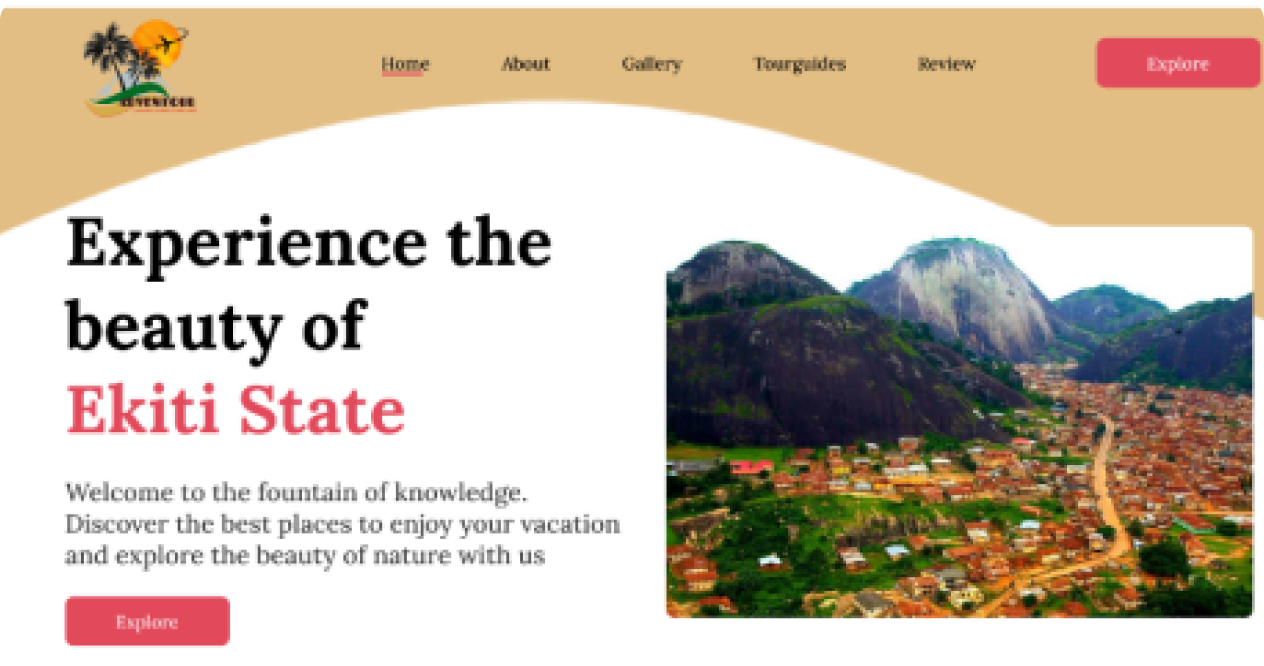 Home
About
Gallery
Tourguides
Review
Explore
Experience the
beauty of
Ekiti State
Welcome to the fountain of knowledge.
Discover the best places to enjoy your vacation
and explore the beauty of nature with us
Explore